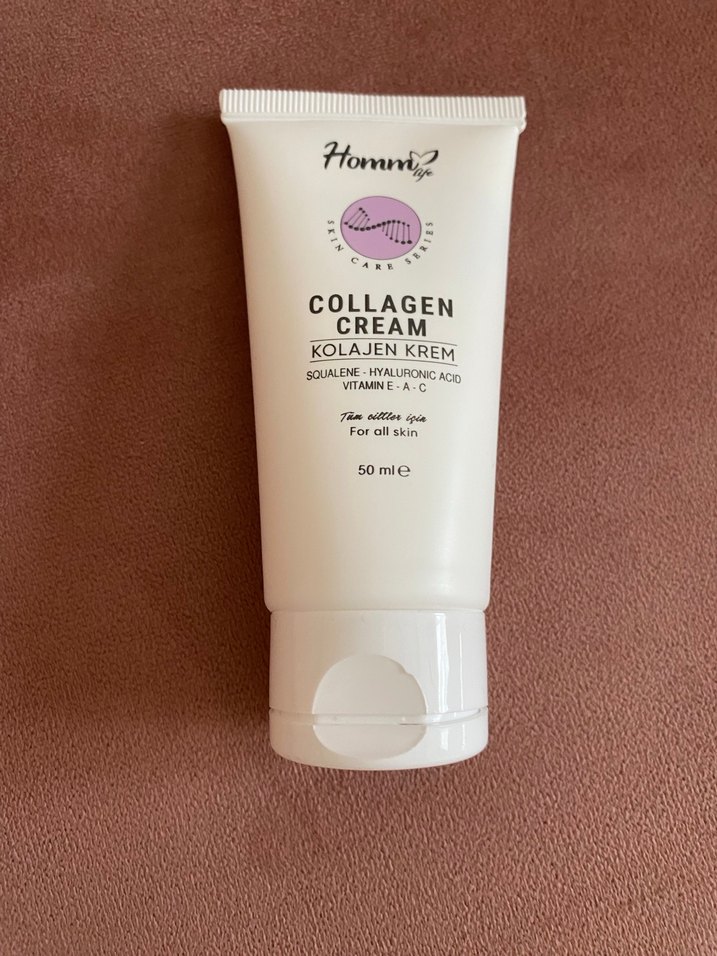 Homm life
SKIN CARE SERIES
COLLAGEN
CREAM
KOLAJEN KREM
SQUALENE - HYALURONIC ACID
VITAMIN E - A - C
Tüm ciltler için
For all skin
50 ml ℮